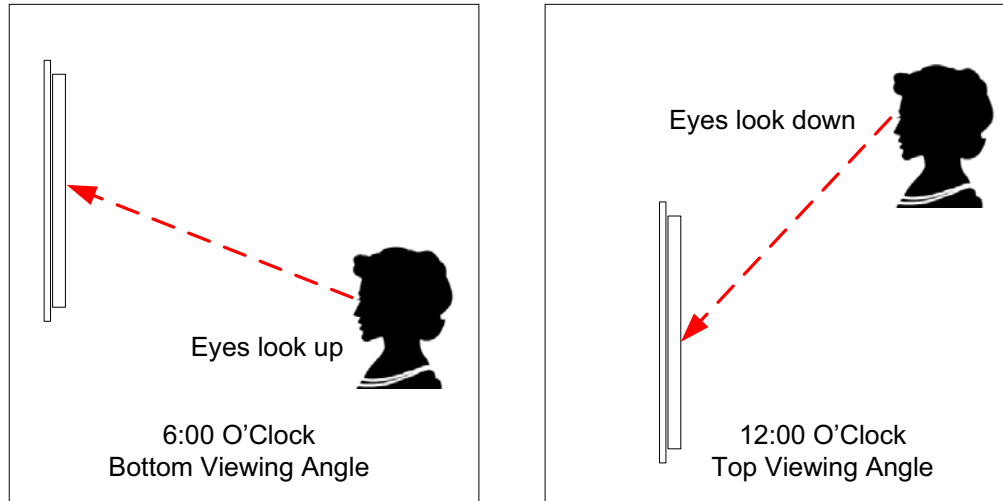 Eyes look up
6:00 O’Clock
Bottom Viewing Angle
Eyes look down
12:00 O’Clock
Top Viewing Angle